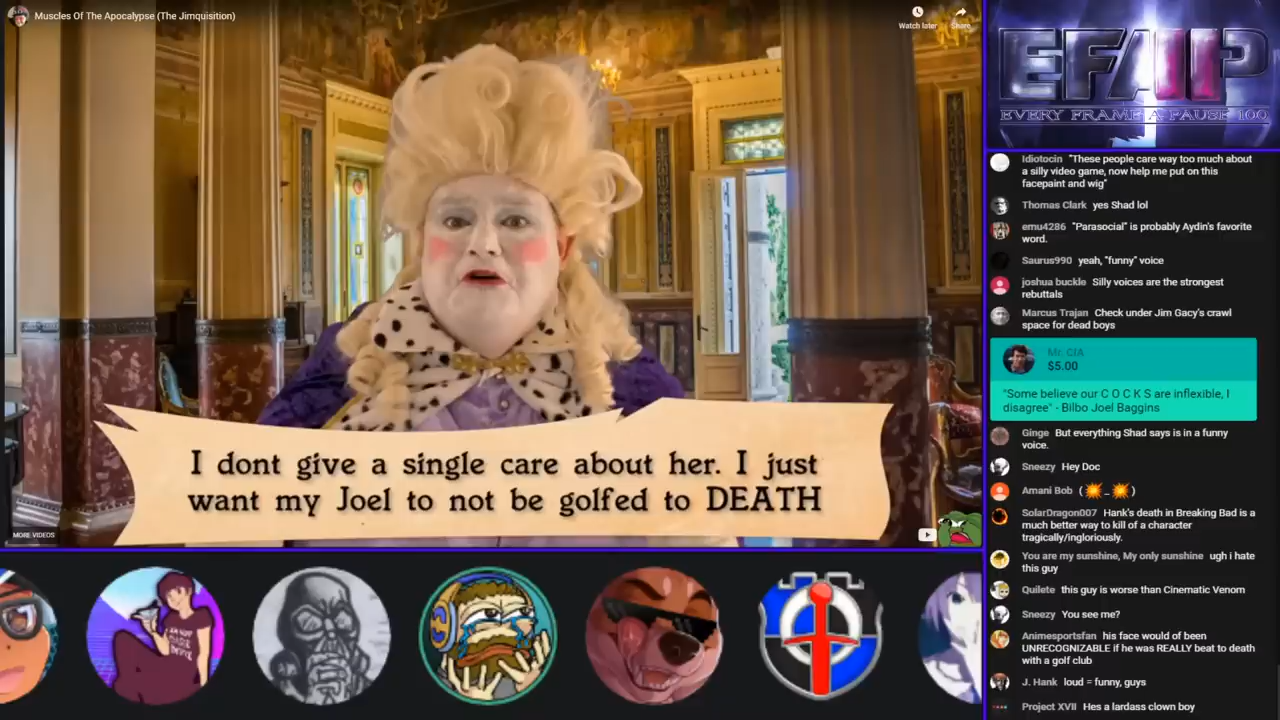 Muscles Of The Apocalypse (The Jimquisition)
Watch later
Share
I dont give a single care about her. I just
want my Joel to not be golfed to DEATH
MORE VIDEOS
EFAP
EVERY FRAME A PAUSE 100
Idiotocin "These people care way too much about
a silly video game, now help me put on this
facepaint and wig"
Thomas Clark yes Shad lol
emu4286 "Parasocial" is probably Aydin's favorite
word.
Saurus990 yeah, "funny" voice
joshua buckle Silly voices are the strongest
rebuttals
Marcus Trajan Check under Jim Gacy's crawl
space for dead boys
Mr. CIA
$5.00
"Some believe our C O C K S are inflexible, I
disagree" - Bilbo Joel Baggins
Ginge But everything Shad says is in a funny
voice.
Sneezy Hey Doc
Amani Bob (💥_💥)
SolarDragon007 Hank's death in Breaking Bad is a
much better way to kill of a character
tragically/ingloriously.
You are my sunshine, My only sunshine ugh i hate
this guy
Quilete this guy is worse than Cinematic Venom
Sneezy You see me?
Animesportsfan his face would of been
UNRECOGNIZABLE if he was REALLY beat to death
with a golf club
J. Hank loud = funny, guys
Project XVII Hes a lardass clown boy